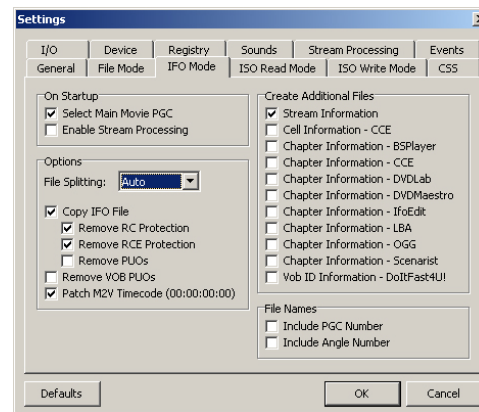 Settings
I/O Device Registry Sounds Stream Processing Events
General File Mode IFO Mode ISO Read Mode ISO Write Mode CSS
On Startup
Select Main Movie PGC
Enable Stream Processing
Options
File Splitting: Auto
Copy IFO File
Remove RC Protection
Remove RCE Protection
Remove PUOs
Remove VOB PUOs
Patch M2V Timecode (00:00:00:00)
Create Additional Files
Stream Information
Cell Information - CCE
Chapter Information - BSPlayer
Chapter Information - CCE
Chapter Information - DVDLab
Chapter Information - DVDMaestro
Chapter Information - IfoEdit
Chapter Information - LBA
Chapter Information - OGG
Chapter Information - Scenarist
Vob ID Information - DoItFast4U!
File Names
Include PGC Number
Include Angle Number
Defaults OK Cancel